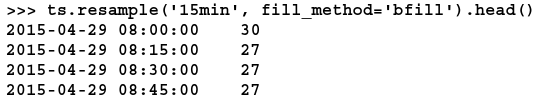 >>> ts.resample('15min', fill_method='bfill').head()
2015-04-29 08:00:00    30
2015-04-29 08:15:00    27
2015-04-29 08:30:00    27
2015-04-29 08:45:00    27